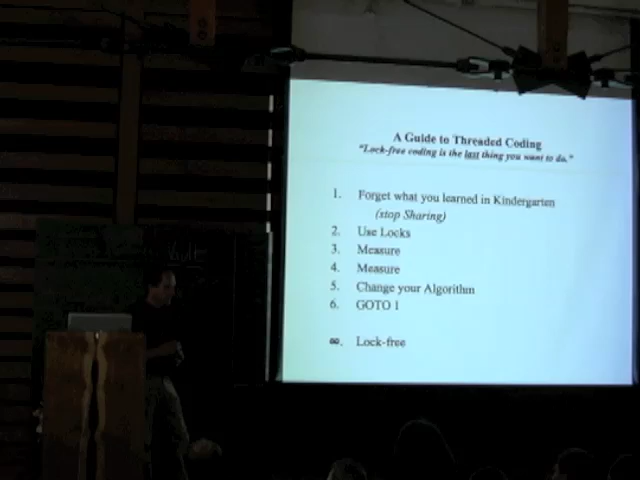 A Guide to Threaded Coding
"Lock-free coding is the last thing you want to do."
1. Forget what you learned in Kindergarten
(stop Sharing)
2. Use Locks
3. Measure
4. Measure
5. Change your Algorithm
6. GOTO 1
∞. Lock-free